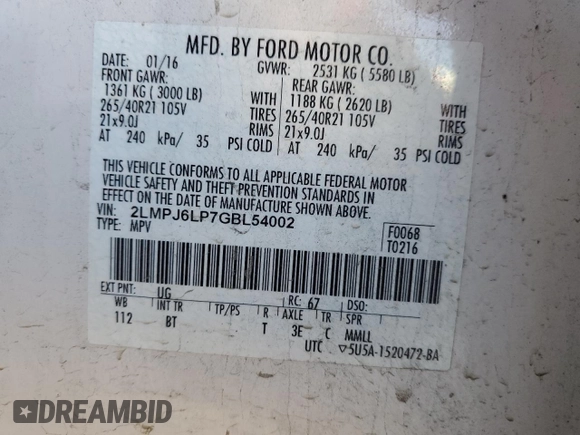 MFD. BY FORD MOTOR CO.
DATE: 01/16
GVWR: 2531 KG ( 5580 LB)
FRONT GAWR:
REAR GAWR:
1361 KG ( 3000 LB)
1188 KG ( 2620 LB)
265/40R21 105V
WITH
TIRES
265/40R21 105V
WITH
TIRES
21x9.0J
RIMS
21x9.0J
RIMS
AT 240 kPa/ 35 PSI COLD
AT 240 kPa/ 35 PSI COLD
THIS VEHICLE CONFORMS TO ALL APPLICABLE FEDERAL MOTOR
VEHICLE SAFETY AND THEFT PREVENTION STANDARDS IN
EFFECT ON THE DATE OF MANUFACTURE SHOWN ABOVE.
VIN: 2LMPJ6LP7GBL54002
TYPE: MPV
F0068
T0216
EXT PNT: UG RC: 67 DSO:
WB INT TR TP/PS R AXLE TR SPR
112 BT T 3E C MMLL
UTC ▽5U5A-1520472-BA
DREAMBID